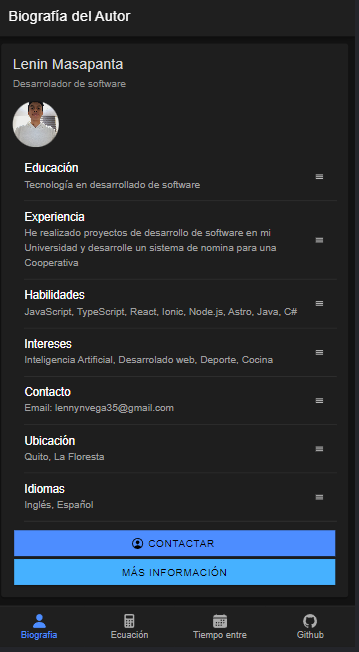 Biografía del Autor
Lenin Masapanta
Desarrolador de software
Educación
Tecnología en desarrollado de software
Experiencia
He realizado proyectos de desarrollo de software en mi
Universidad y desarrolle un sistema de nomina para una
Cooperativa
Habilidades
JavaScript, TypeScript, React, Ionic, Node.js, Astro, Java, C#
Intereses
Inteligencia Artificial, Desarrolado web, Deporte, Cocina
Contacto
Email: lennynvega35@gmail.com
Ubicación
Quito, La Floresta
Idiomas
Inglés, Español
CONTACTAR
MÁS INFORMACIÓN
Biografía
Ecuación
Tiempo entre
Github